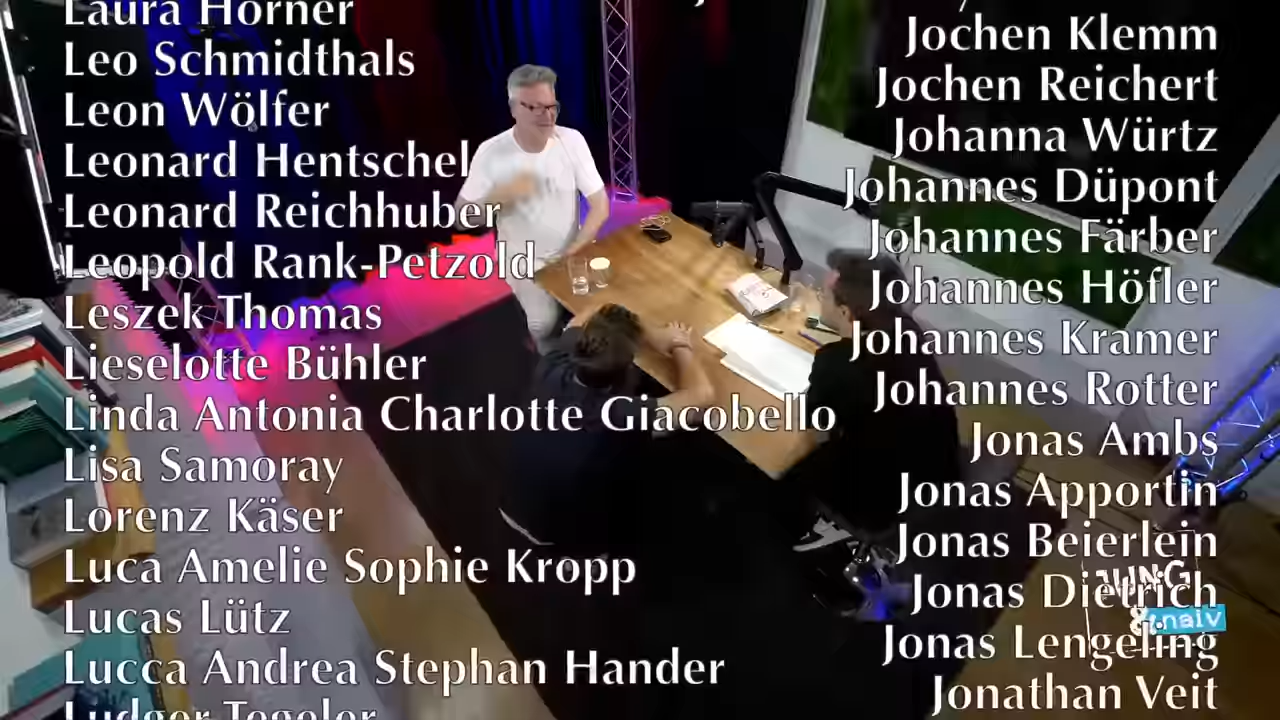 Laura Horner
Leo Schmidthals
Leon Wölfer
Leonard Hentschel
Leonard Reichhuber
Leopold Rank-Petzold
Leszek Thomas
Lieselotte Bühler
Linda Antonia Charlotte Giacobello
Lisa Samoray
Lorenz Käser
Luca Amelie Sophie Kropp
Lucas Lütz
Lucca Andrea Stephan Hander
Ludger Tegeler
Jochen Klemm
Jochen Reichert
Johanna Würtz
Johannes Düpont
Johannes Färber
Johannes Höfler
Johannes Kramer
Johannes Rotter
Jonas Ambs
Jonas Apportin
Jonas Beierlein
Jonas Dietrich
Jonas Lengeling
Jonathan Veit
JUNG
& naiv